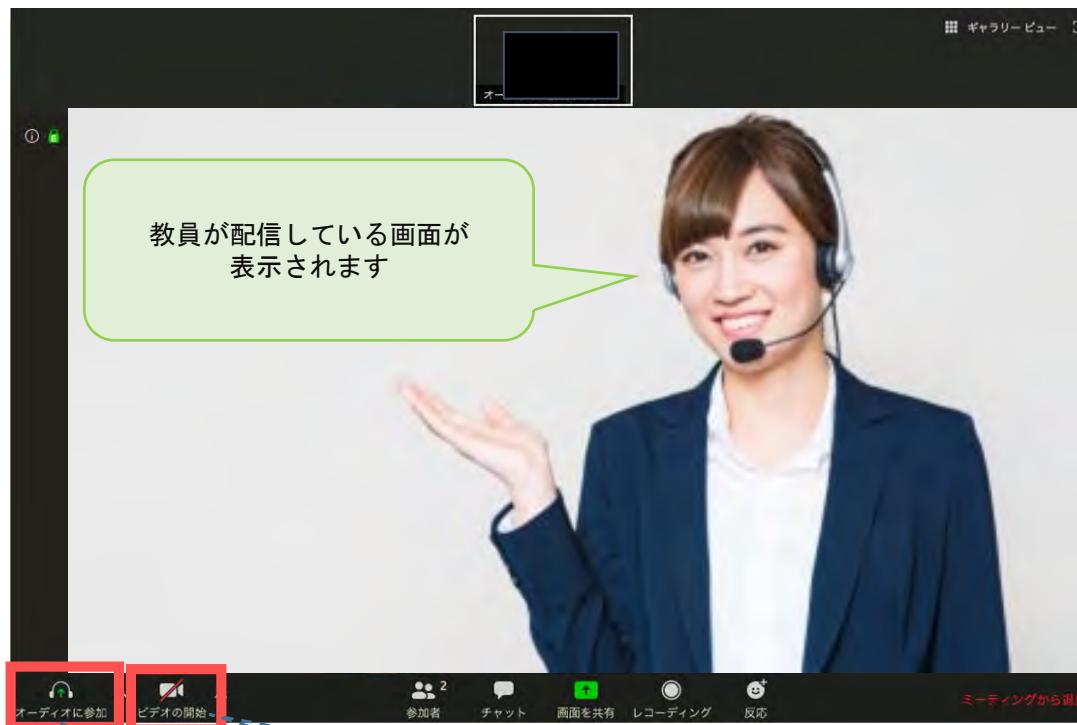 ギャラリービュー
オー
教員が配信している画面が
表示されます
オーディオに参加
ビデオの開始
2
参加者
チャット
画面を共有
レコーディング
反応
ミーティングから退